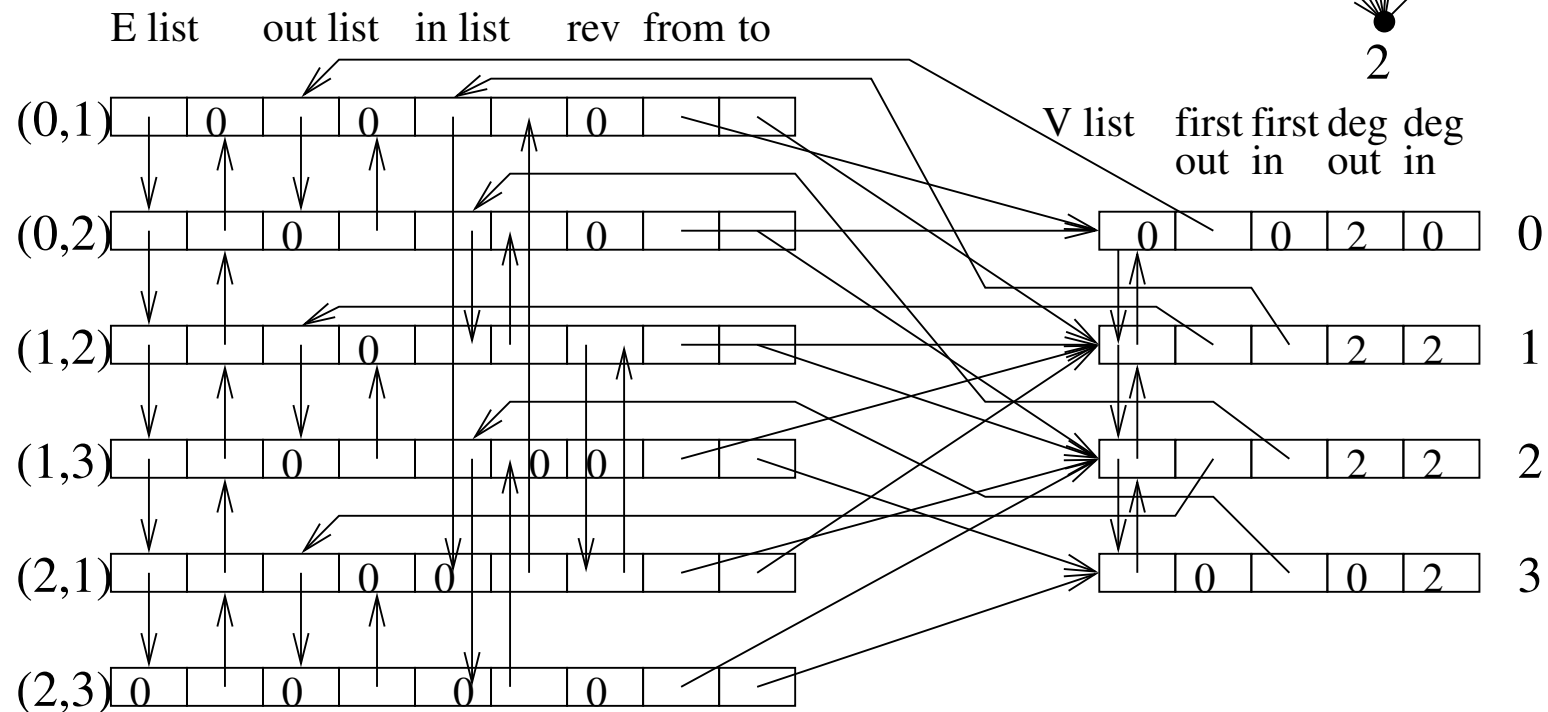 E list out list in list rev from to
2
V list first first deg deg
out in out in
(0,1) 0 0 0
(0,2) 0 0 0 0 2 0 0
(1,2) 0 2 2 1
(1,3) 0 0 0 2 2 2
(2,1) 0 0 0 0 2 3
(2,3) 0 0 0 0